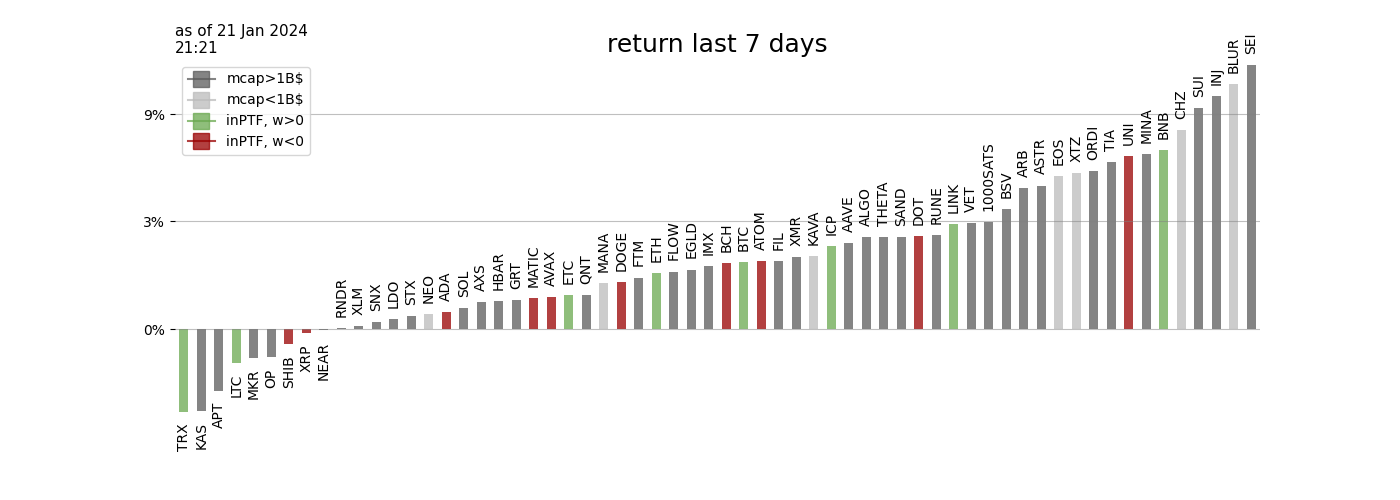 as of 21 Jan 2024
21:21
return last 7 days
mcap>1B$
mcap<1B$
inPTF, w>0
inPTF, w<0
9%
3%
0%
TRX
KAS
APT
LTC
MKR
OP
SHIB
XRP
NEAR
RNDR
XLM
SNX
LDO
STX
NEO
ADA
SOL
AXS
HBAR
GRT
MATIC
AVAX
ETC
QNT
MANA
DOGE
FTM
ETH
FLOW
EGLD
IMX
BCH
BTC
ATOM
FIL
XMR
KAVA
ICP
AAVE
ALGO
THETA
SAND
DOT
RUNE
LINK
VET
1000SATS
BSV
ARB
ASTR
EOS
XTZ
ORDI
TIA
UNI
MINA
BNB
CHZ
SUI
INJ
BLUR
SEI